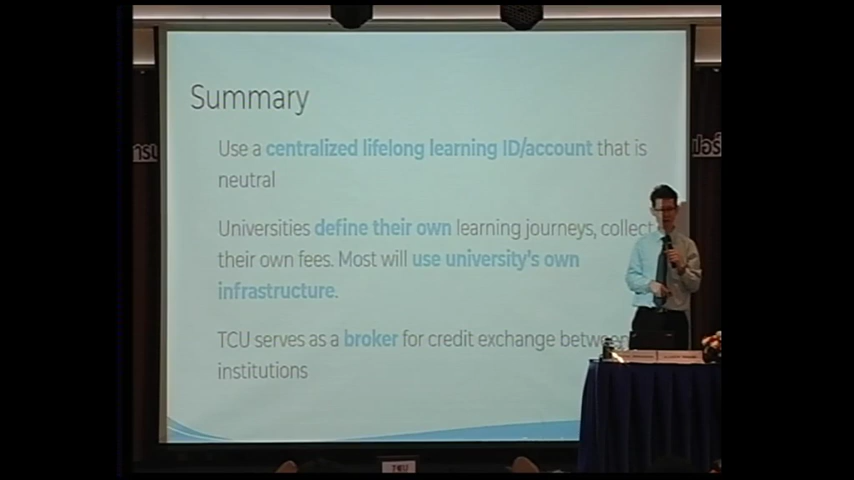 Summary
Use a centralized lifelong learning ID/account that is
neutral
Universities define their own learning journeys, collect
their own fees. Most will use university's own
infrastructure.
TCU serves as a broker for credit exchange between
institutions
TCU